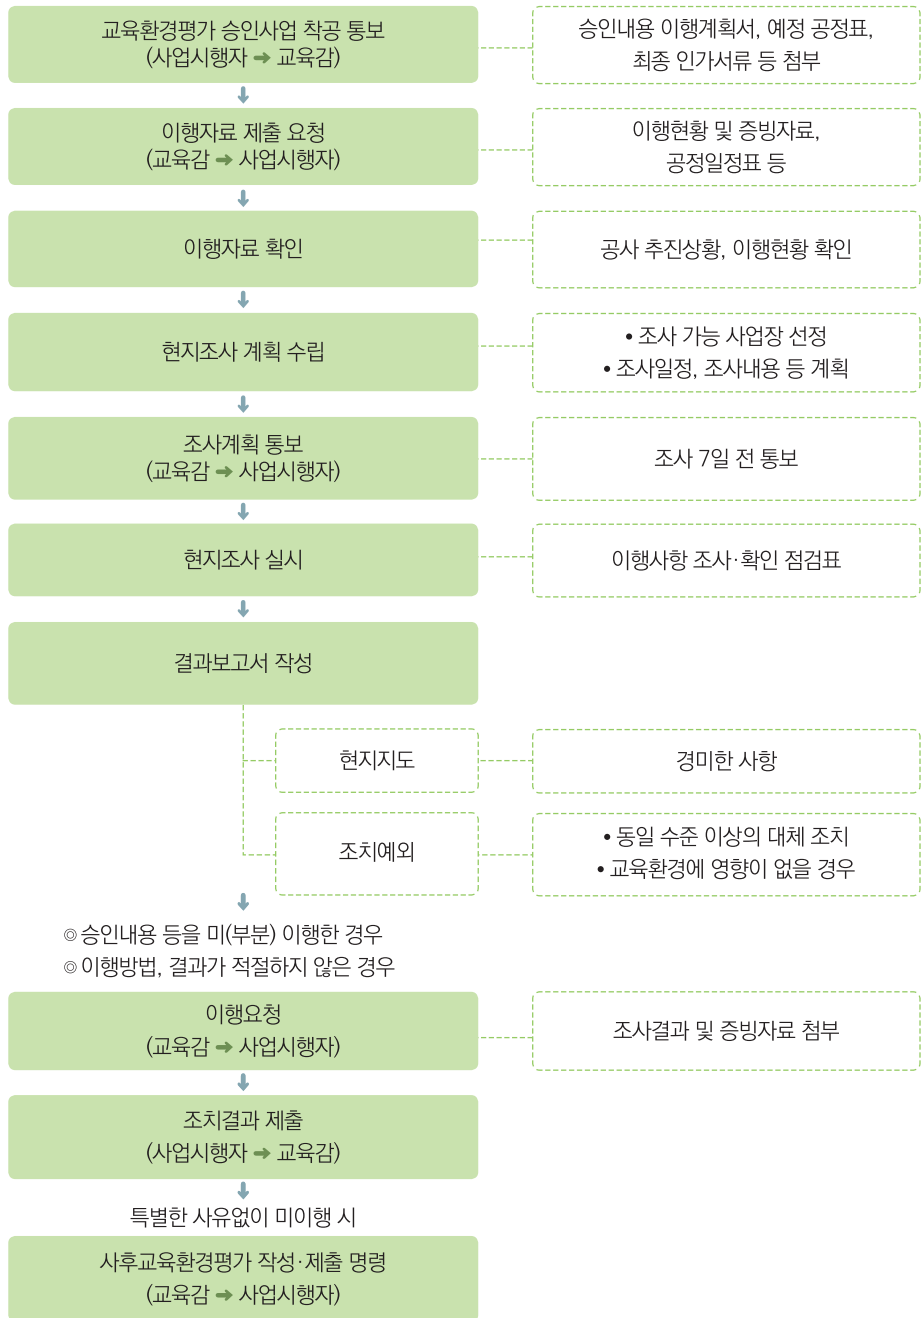 교육환경평가 승인사업 착공 통보
(사업시행자 ➡ 교육감)
승인내용 이행계획서, 예정 공정표,
최종 인가서류 등 첨부
이행자료 제출 요청
(교육감 ➡ 사업시행자)
이행현황 및 증빙자료,
공정일정표 등
이행자료 확인
공사 추진상황, 이행현황 확인
현지조사 계획 수립
• 조사 가능 사업장 선정
• 조사일정, 조사내용 등 계획
조사계획 통보
(교육감 ➡ 사업시행자)
조사 7일 전 통보
현지조사 실시
이행사항 조사·확인 점검표
결과보고서 작성
현지지도
경미한 사항
조치예외
• 동일 수준 이상의 대체 조치
• 교육환경에 영향이 없을 경우
◎ 승인내용 등을 미(부분) 이행한 경우
◎ 이행방법, 결과가 적절하지 않은 경우
이행요청
(교육감 ➡ 사업시행자)
조사결과 및 증빙자료 첨부
조치결과 제출
(사업시행자 ➡ 교육감)
특별한 사유없이 미이행 시
사후교육환경평가 작성·제출 명령
(교육감 ➡ 사업시행자)